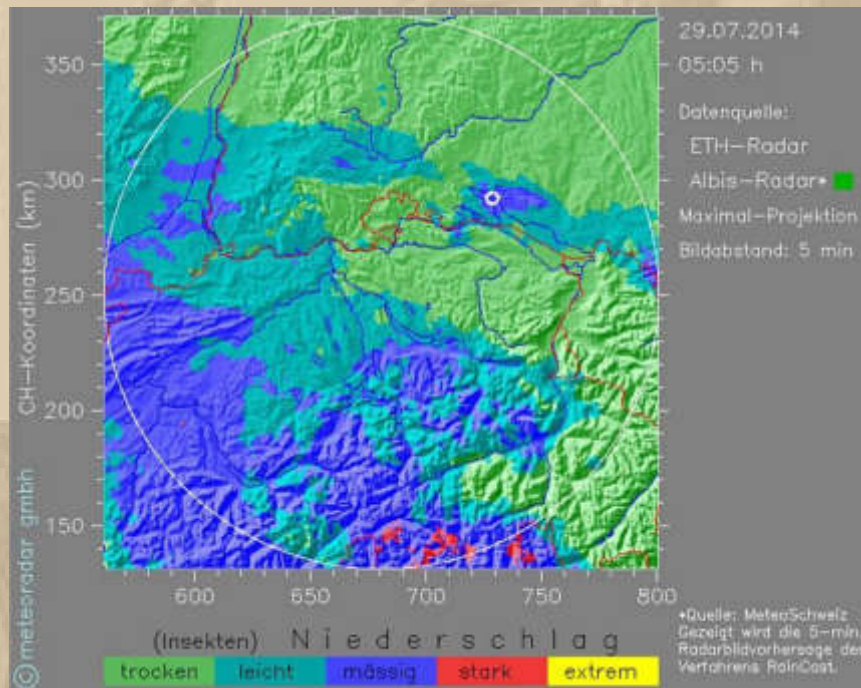 29.07.2014
05:05 h
Datenquelle:
ETH-Radar
Albis-Radar*
Maximal-Projektion
Bildabstand: 5 min
350
300
250
200
150
CH-Koordinaten (km)
© meteoradar gmbh
600 650 700 750 800
(Insekten) Niederschlag
trocken leicht mässig stark extrem
*Quelle: MeteoSchweiz
Gezeigt wird die 5-min.
Radarbildvorhersage des
Verfahrens RainCast.